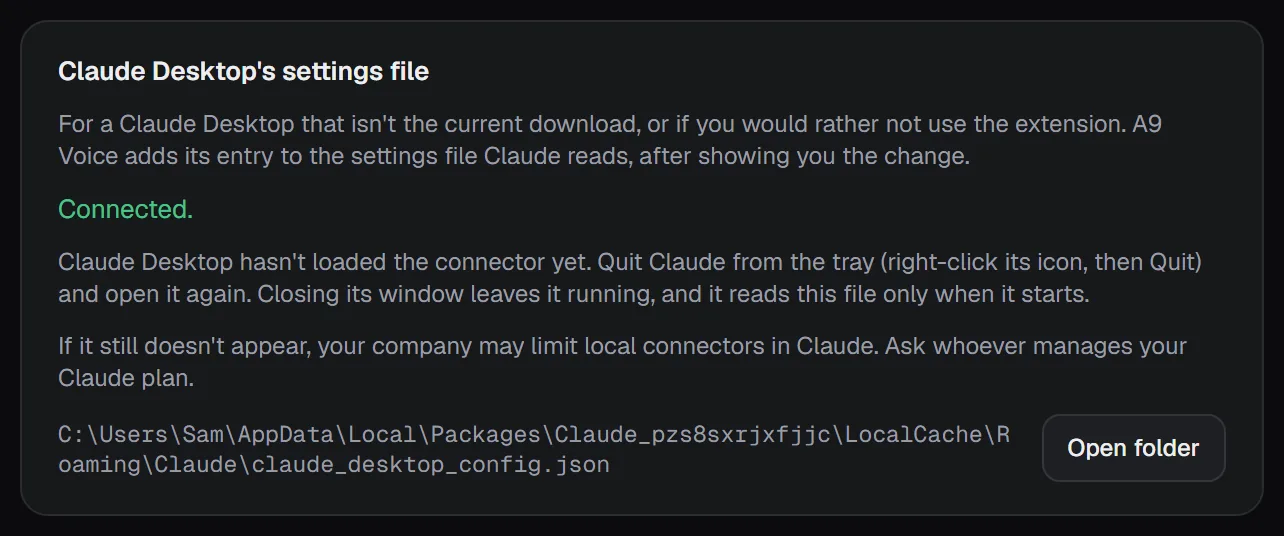 Claude Desktop's settings file
For a Claude Desktop that isn't the current download, or if you would rather not use the extension. A9
Voice adds its entry to the settings file Claude reads, after showing you the change.
Connected.
Claude Desktop hasn't loaded the connector yet. Quit Claude from the tray (right-click its icon, then Quit)
and open it again. Closing its window leaves it running, and it reads this file only when it starts.
If it still doesn't appear, your company may limit local connectors in Claude. Ask whoever manages your
Claude plan.
C:\Users\Sam\AppData\Local\Packages\Claude_pzs8sxrjxfjjc\LocalCache\R
oaming\Claude\claude_desktop_config.json
Open folder